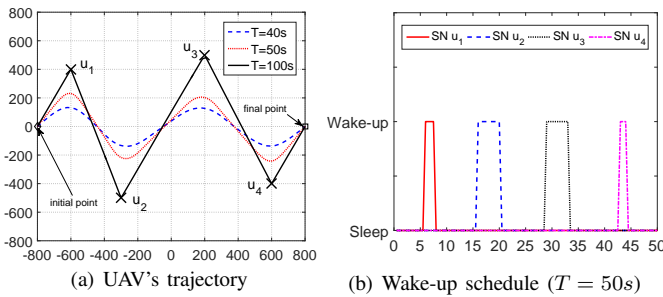 800
600
400
200
0
-200
-400
-600
-800
-800 -600 -400 -200 0 200 400 600 800
u1
u2
u3
u4
T=40s
T=50s
T=100s
initial point
final point
(a) UAV's trajectory
SN u1 SN u2 SN u3 SN u4
Wake-up
Sleep
0 5 10 15 20 25 30 35 40 45 50
(b) Wake-up schedule (T = 50s)